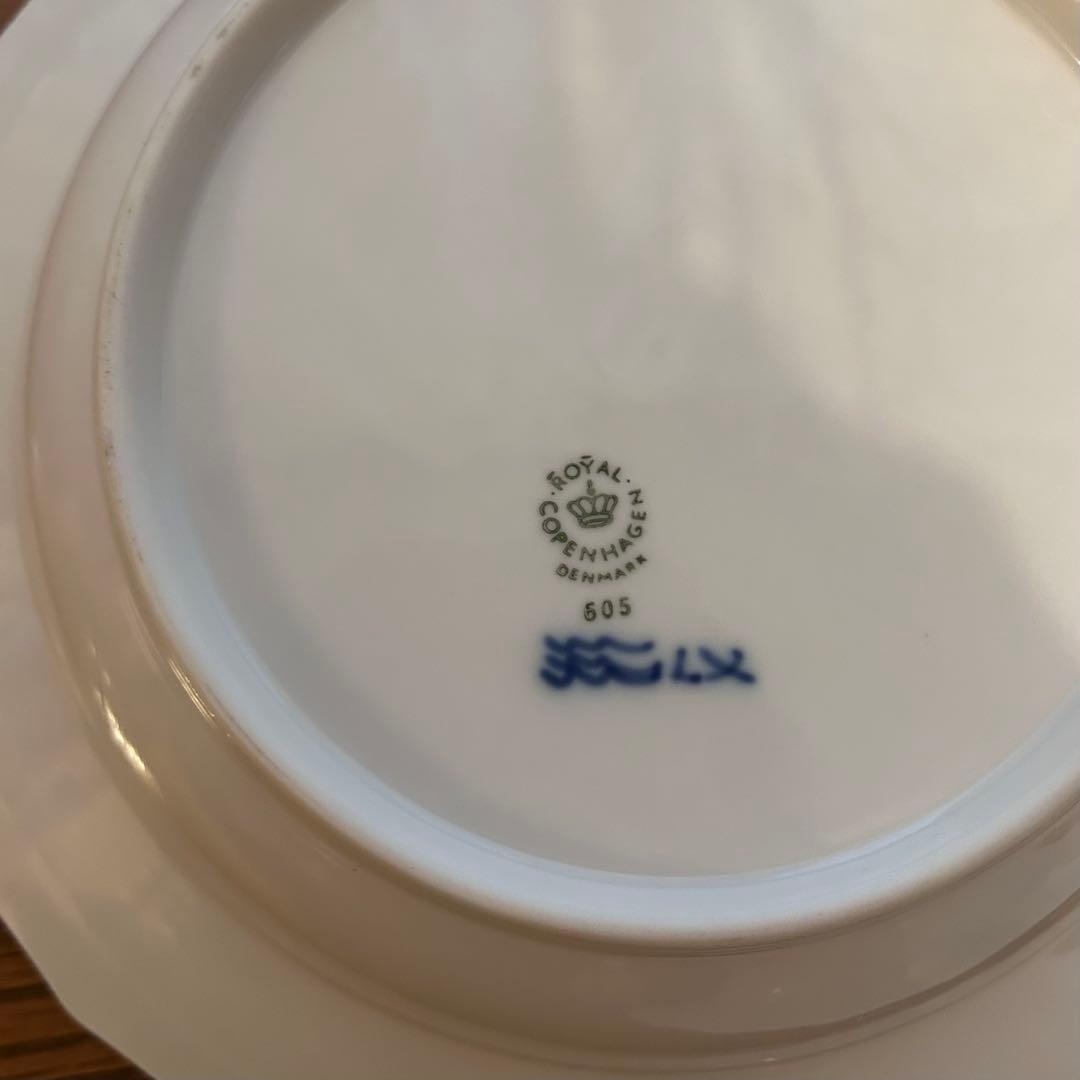 ROYAL
COPENHAGEN
DENMARK
605
LX